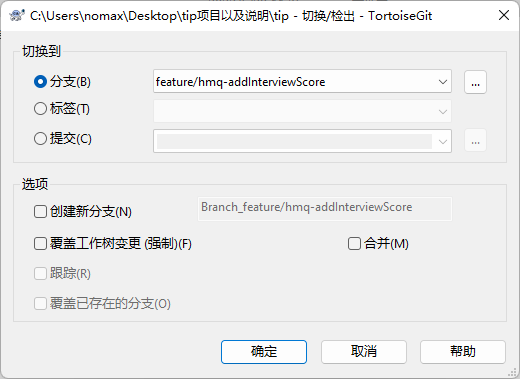 C:\Users\nomax\Desktop\tip项目以及说明\tip - 切换/检出 - TortoiseGit
切换到
分支(B) feature/hmq-addInterviewScore ...
标签(T)
提交(C) ...
选项
创建新分支(N) Branch_feature/hmq-addInterviewScore
覆盖工作树变更 (强制)(F) 合并(M)
跟踪(R)
覆盖已存在的分支(O)
确定 取消 帮助